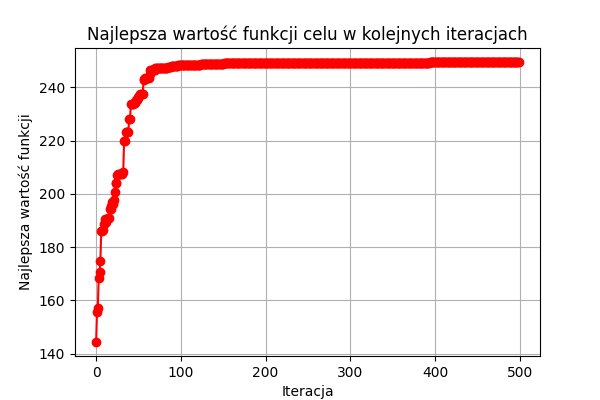 Najlepsza wartość funkcji celu w kolejnych iteracjach
Najlepsza wartość funkcji
240
220
200
180
160
140
0 100 200 300 400 500
Iteracja